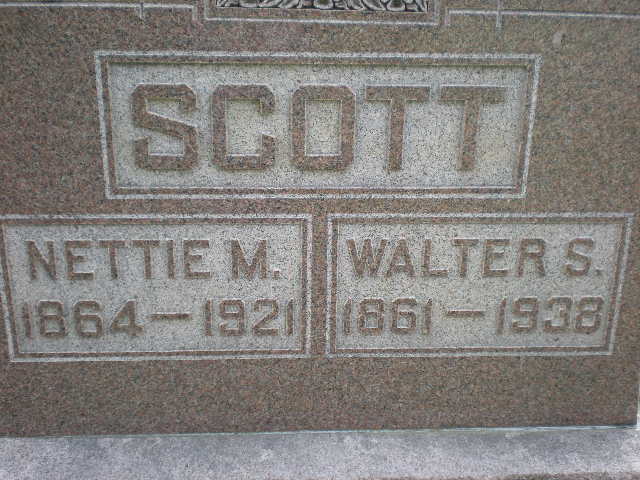 SCOTT
NETTIE M.
1864 — 1921
WALTER S.
1861 — 1938